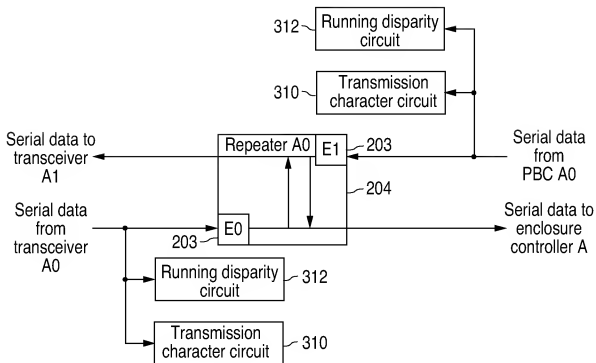 312
Running disparity
circuit
310
Transmission
character circuit
Serial data to
transceiver
A1
Repeater A0
E1
203
Serial data
from
PBC A0
204
Serial data
from
transceiver
A0
203
E0
Serial data to
enclosure
controller A
Running disparity
circuit
312
Transmission
character circuit
310